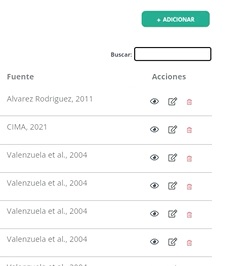 + ADICIONAR
Buscar:
Fuente Acciones
Alvarez Rodriguez, 2011
CIMA, 2021
Valenzuela et al., 2004
Valenzuela et al., 2004
Valenzuela et al., 2004
Valenzuela et al., 2004